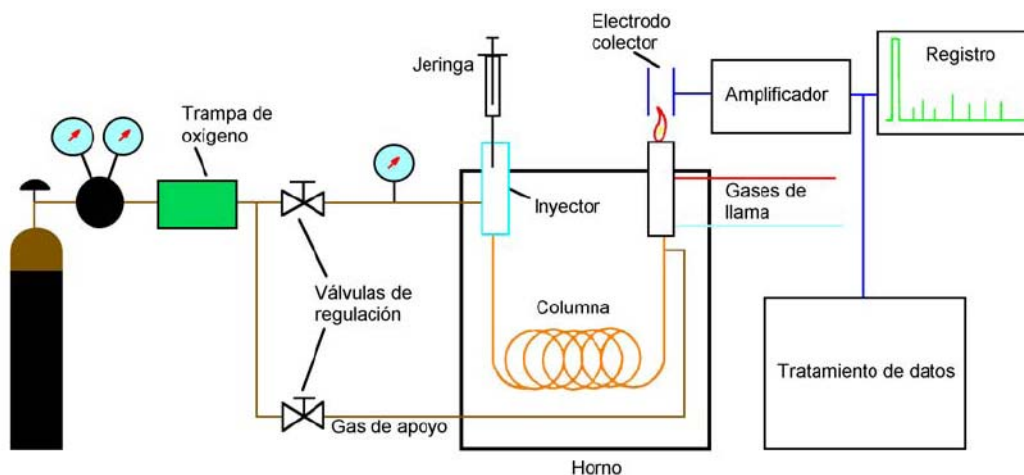 Electrodo
colector
Jeringa
Registro
Amplificador
Trampa de
oxígeno
Inyector
Gases de
llama
Válvulas de
regulación
Columna
Tratamiento de datos
Gas de apoyo
Horno